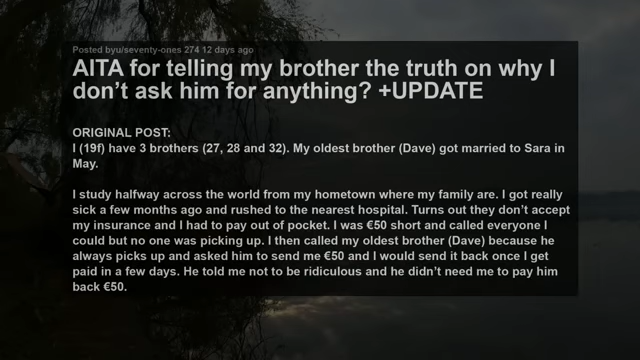 Posted byu/seventy-ones 274 12 days ago
AITA for telling my brother the truth on why I
don't ask him for anything? +UPDATE
ORIGINAL POST:
I (19f) have 3 brothers (27, 28 and 32). My oldest brother (Dave) got married to Sara in
May.
I study halfway across the world from my hometown where my family are. I got really
sick a few months ago and rushed to the nearest hospital. Turns out they don't accept
my insurance and I had to pay out of pocket. I was €50 short and called everyone I
could but no one was picking up. I then called my oldest brother (Dave) because he
always picks up and asked him to send me €50 and I would send it back once I get
paid in a few days. He told me not to be ridiculous and he didn't need me to pay him
back €50.